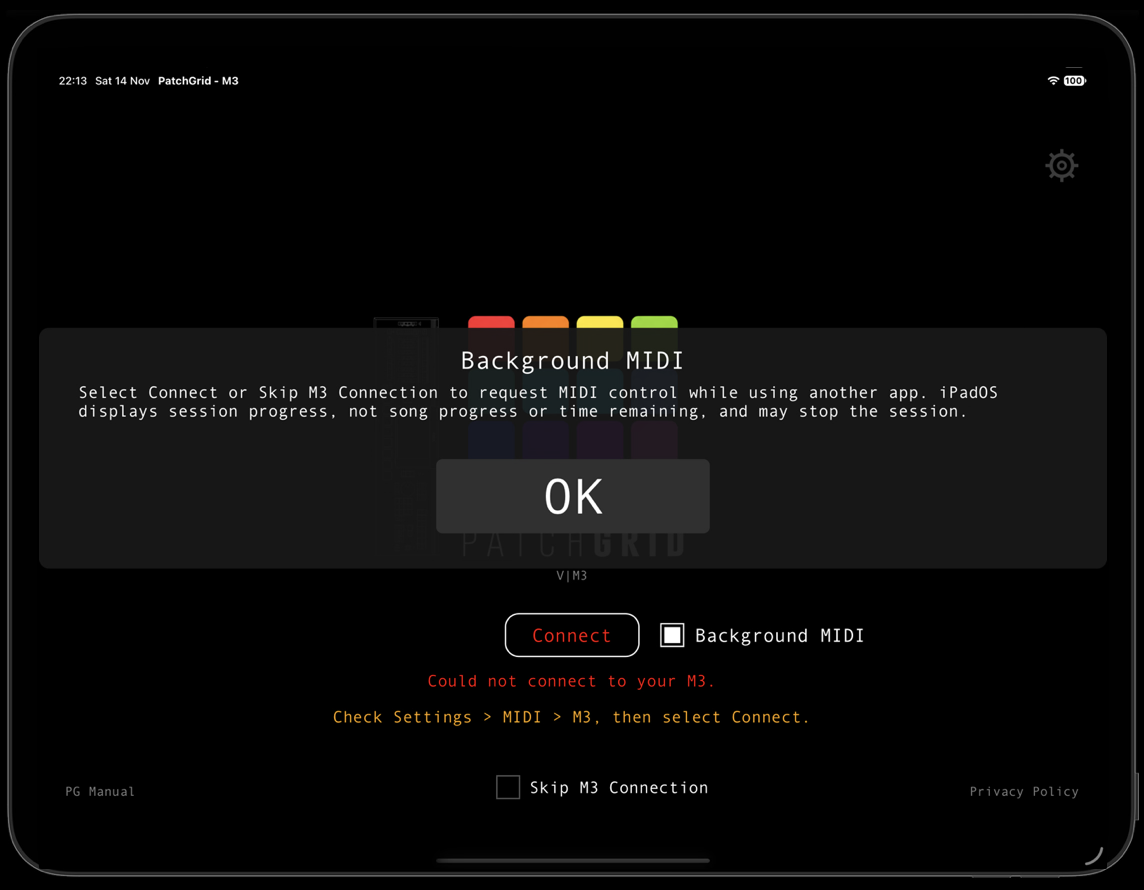 22:13 Sat 14 Nov PatchGrid - M3
100
Background MIDI
Select Connect or Skip M3 Connection to request MIDI control while using another app. iPadOS
displays session progress, not song progress or time remaining, and may stop the session.
OK
PATCHGRID
V|M3
Connect
Background MIDI
Could not connect to your M3.
Check Settings > MIDI > M3, then select Connect.
Skip M3 Connection
PG Manual
Privacy Policy